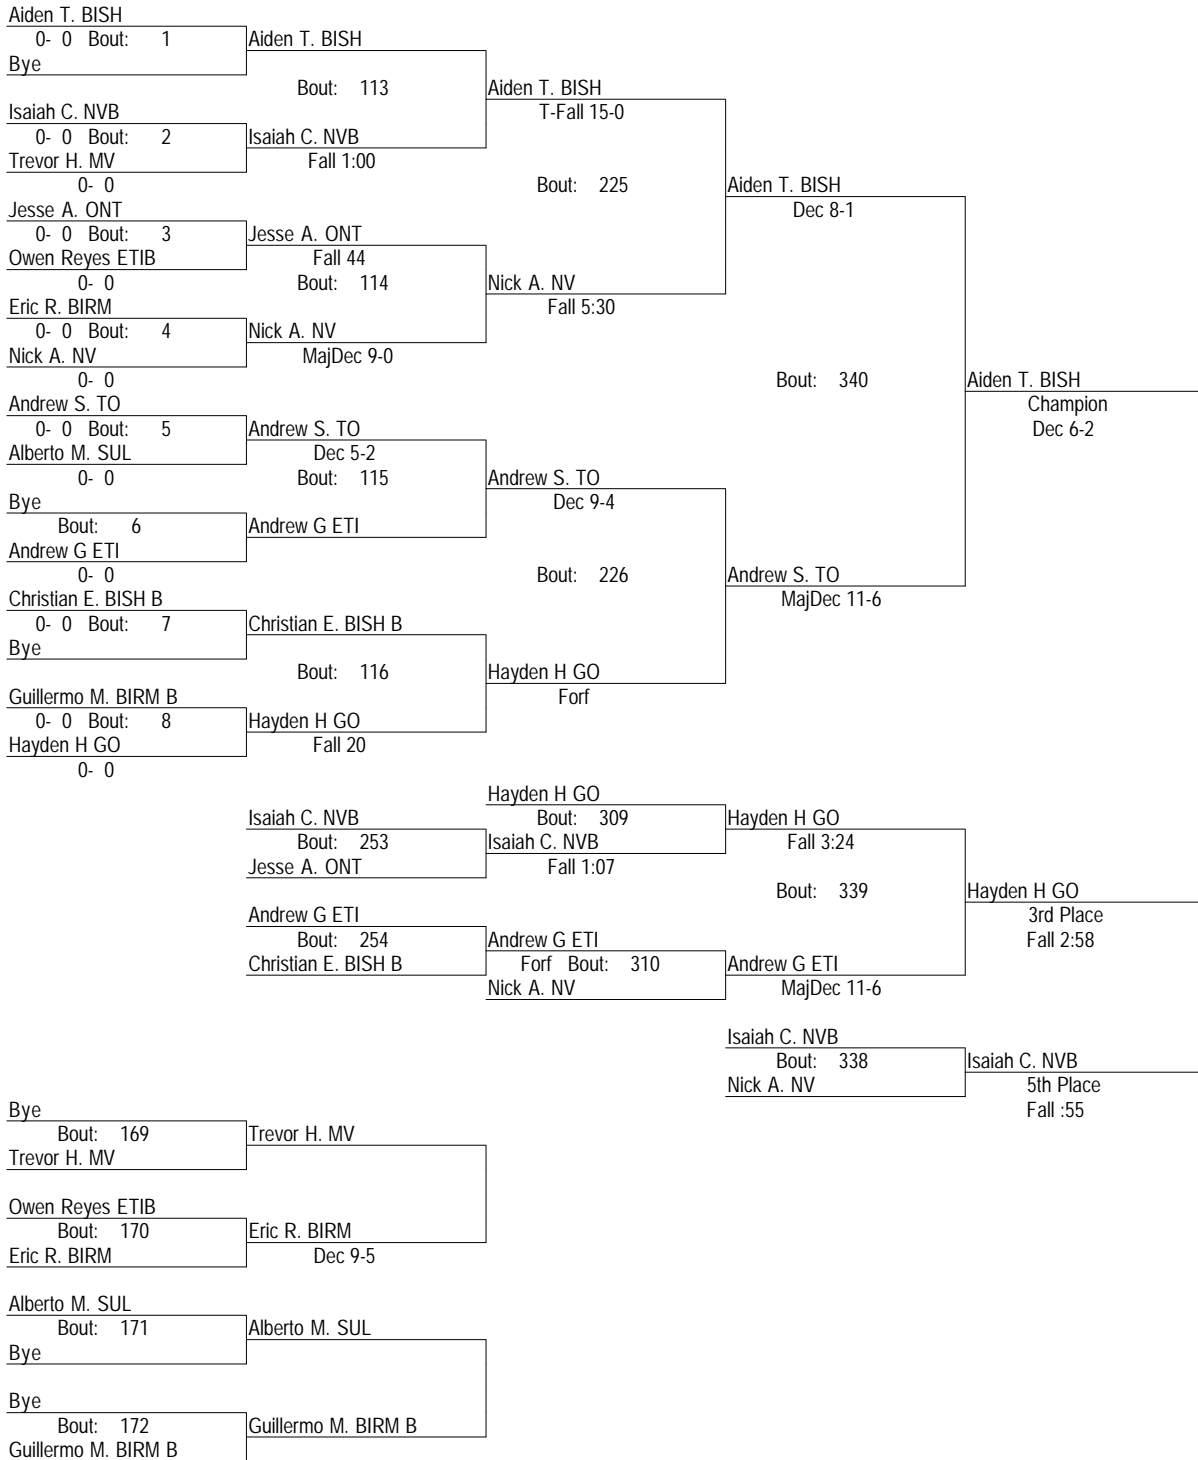 Aiden T. BISH
0- 0 Bout: 1 Aiden T. BISH
Bye
Bout: 113 Aiden T. BISH
Isaiah C. NVB T-Fall 15-0
0- 0 Bout: 2 Isaiah C. NVB
Trevor H. MV Fall 1:00
0- 0 Bout: 225 Aiden T. BISH
Jesse A. ONT Dec 8-1
0- 0 Bout: 3 Jesse A. ONT
Owen Reyes ETIB Fall 44
0- 0 Bout: 114 Nick A. NV
Eric R. BIRM Fall 5:30
0- 0 Bout: 4 Nick A. NV
Nick A. NV MajDec 9-0
0- 0 Bout: 340 Aiden T. BISH
Andrew S. TO Champion
0- 0 Bout: 5 Andrew S. TO Dec 6-2
Alberto M. SUL Dec 5-2
0- 0 Bout: 115 Andrew S. TO
Bye Dec 9-4
Bout: 6 Andrew G ETI
Andrew G ETI
0- 0 Bout: 226 Andrew S. TO
Christian E. BISH B MajDec 11-6
0- 0 Bout: 7 Christian E. BISH B
Bye
Bout: 116 Hayden H GO
Guillermo M. BIRM B Forf
0- 0 Bout: 8 Hayden H GO
Hayden H GO Fall 20
0- 0
Hayden H GO
Isaiah C. NVB Bout: 309 Hayden H GO
Bout: 253 Isaiah C. NVB Fall 3:24
Jesse A. ONT Fall 1:07
Bout: 339 Hayden H GO
Andrew G ETI 3rd Place
Bout: 254 Andrew G ETI Fall 2:58
Christian E. BISH B Forf Bout: 310 Andrew G ETI
Nick A. NV MajDec 11-6
Isaiah C. NVB
Bout: 338 Isaiah C. NVB
Nick A. NV 5th Place
Bye Fall :55
Bout: 169 Trevor H. MV
Trevor H. MV
Owen Reyes ETIB
Bout: 170 Eric R. BIRM
Eric R. BIRM Dec 9-5
Alberto M. SUL
Bout: 171 Alberto M. SUL
Bye
Bye
Bout: 172 Guillermo M. BIRM B
Guillermo M. BIRM B